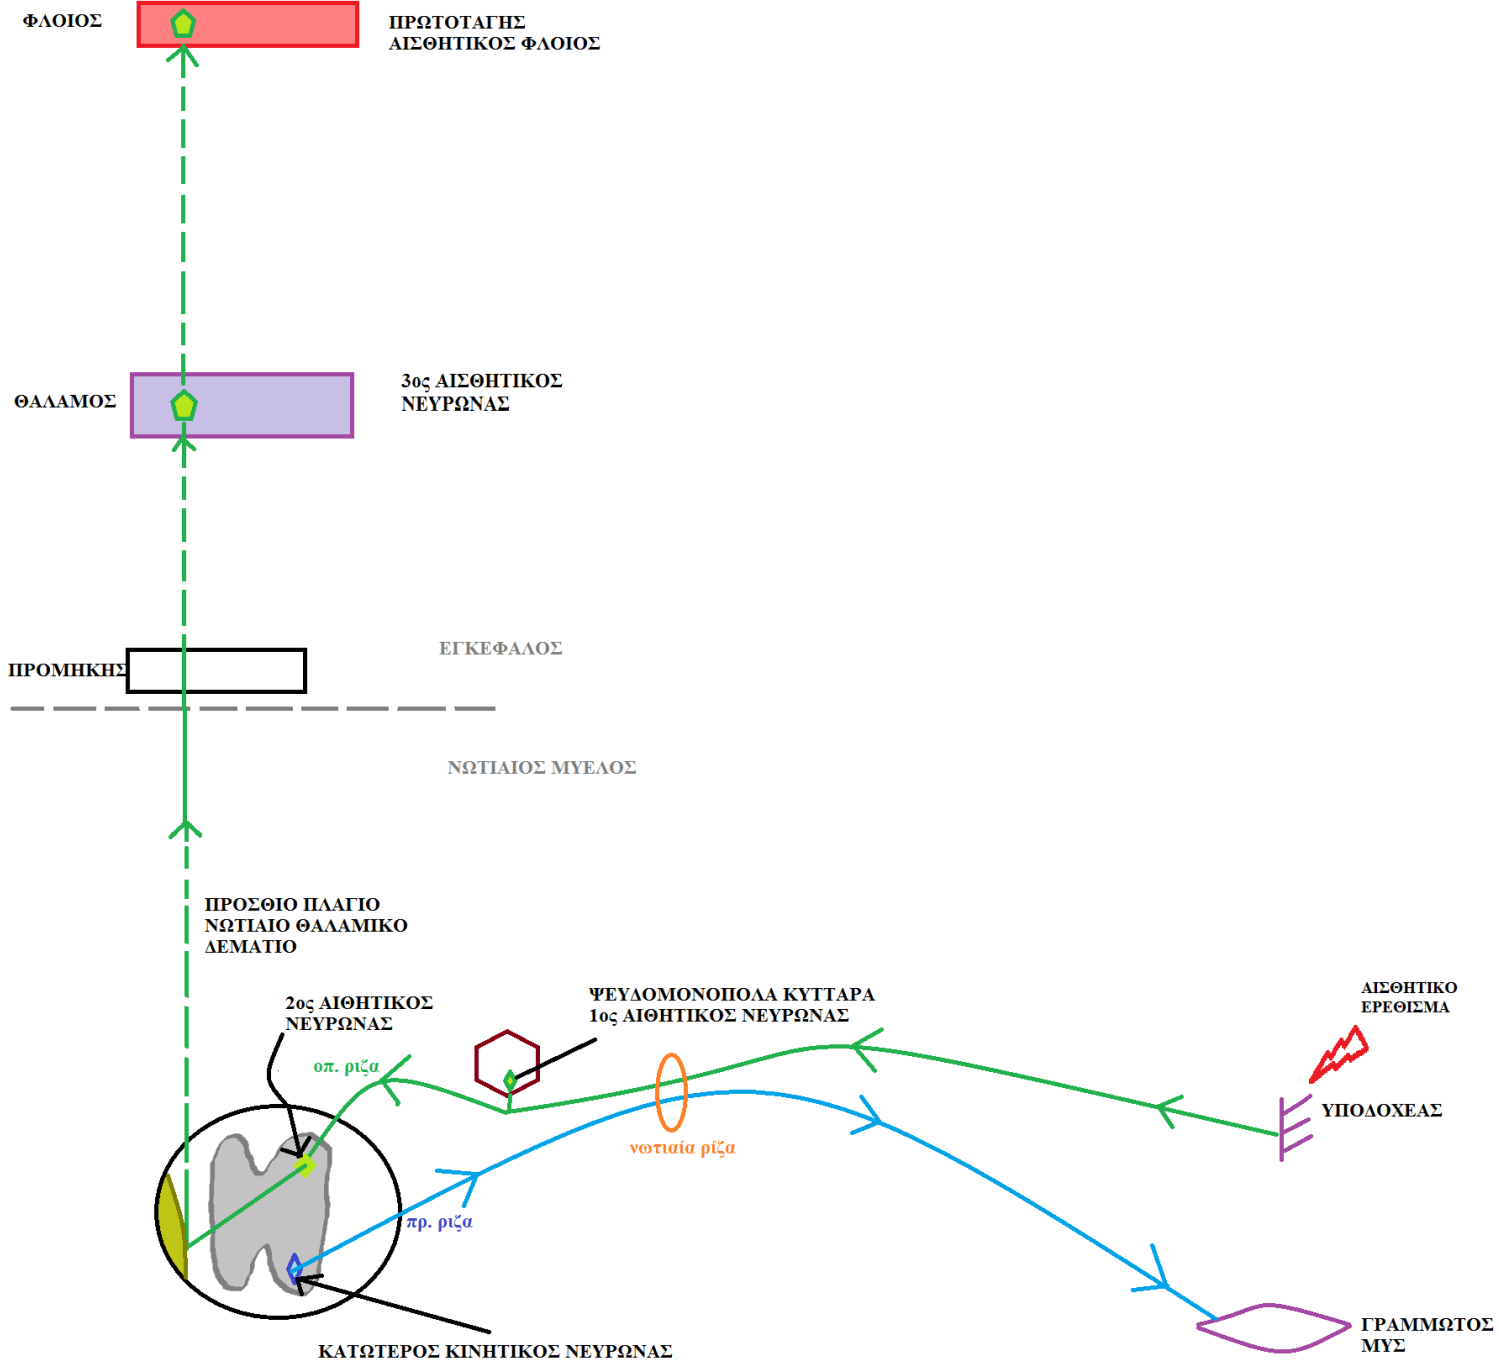 ΦΛΟΙΟΣ
ΠΡΩΤΟΤΑΓΗΣ
ΑΙΣΘΗΤΙΚΟΣ ΦΛΟΙΟΣ
ΘΑΛΑΜΟΣ
3ος ΑΙΣΘΗΤΙΚΟΣ
ΝΕΥΡΩΝΑΣ
ΠΡΟΜΗΚΗΣ
ΕΓΚΕΦΑΛΟΣ
ΝΩΤΙΑΙΟΣ ΜΥΕΛΟΣ
ΠΡΟΣΘΙΟ ΠΛΑΓΙΟ
ΝΩΤΙΑΙΟ ΘΑΛΑΜΙΚΟ
ΔΕΜΑΤΙΟ
2ος ΑΙΘΗΤΙΚΟΣ
ΝΕΥΡΩΝΑΣ
ΨΕΥΔΟΜΟΝΟΠΟΛΑ ΚΥΤΤΑΡΑ
1ος ΑΙΘΗΤΙΚΟΣ ΝΕΥΡΩΝΑΣ
ΑΙΣΘΗΤΙΚΟ
ΕΡΕΘΙΣΜΑ
οπ. ριζα
ΥΠΟΔΟΧΕΑΣ
νωτιαία ρίζα
πρ. ριζα
ΓΡΑΜΜΩΤΟΣ
ΜΥΣ
ΚΑΤΩΤΕΡΟΣ ΚΙΝΗΤΙΚΟΣ ΝΕΥΡΩΝΑΣ